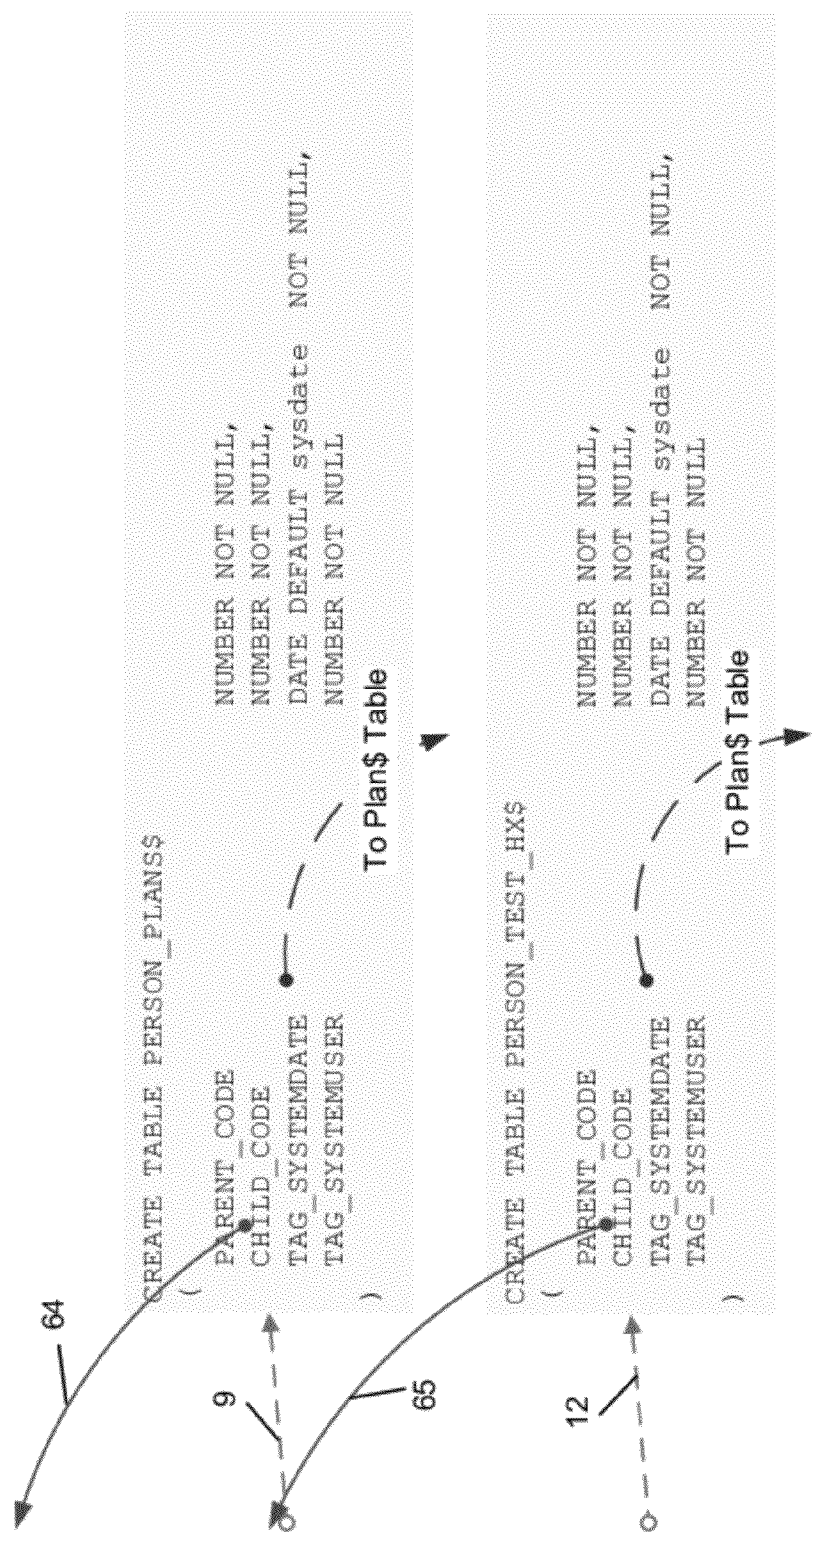 64
CREATE TABLE PERSON_PLANS$
(
PARENT_CODE NUMBER NOT NULL,
CHILD_CODE NUMBER NOT NULL,
TAG_SYSTEMDATE DATE DEFAULT sysdate NOT NULL,
TAG_SYSTEMUSER NUMBER NOT NULL
)
To Plan$ Table
9
65
CREATE TABLE PERSON_TEST_HX$
(
PARENT_CODE NUMBER NOT NULL,
CHILD_CODE NUMBER NOT NULL,
TAG_SYSTEMDATE DATE DEFAULT sysdate NOT NULL,
TAG_SYSTEMUSER NUMBER NOT NULL
)
To Plan$ Table
12